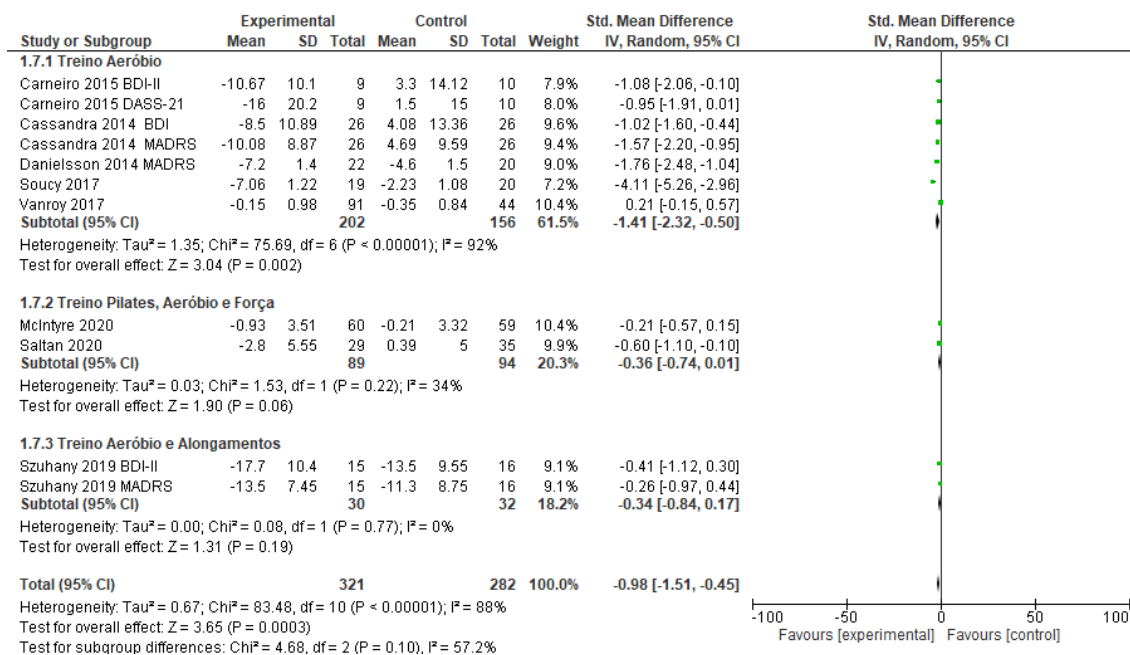 Experimental Control Std. Mean Difference Std. Mean Difference
Study or Subgroup Mean SD Total Mean SD Total Weight IV, Random, 95% CI IV, Random, 95% CI
1.7.1 Treino Aeróbio
Carneiro 2015 BDI-II -10.67 10.1 9 3.3 14.12 10 7.9% -1.08 [-2.06, -0.10]
Carneiro 2015 DASS-21 -16 20.2 9 1.5 15 10 8.0% -0.95 [-1.91, 0.01]
Cassandra 2014 BDI -8.5 10.89 26 4.08 13.36 26 9.6% -1.02 [-1.60, -0.44]
Cassandra 2014 MADRS -10.08 8.87 26 4.69 9.59 26 9.4% -1.57 [-2.20, -0.95]
Danielsson 2014 MADRS -7.2 1.4 22 -4.6 1.5 20 9.0% -1.76 [-2.48, -1.04]
Soucy 2017 -7.06 1.22 19 -2.23 1.08 20 7.2% -4.11 [-5.26, -2.96]
Vanroy 2017 -0.15 0.98 91 -0.35 0.84 44 10.4% 0.21 [-0.15, 0.57]
Subtotal (95% CI) 202 156 61.5% -1.41 [-2.32, -0.50]
Heterogeneity: Tau² = 1.35; Chi² = 75.69, df = 6 (P < 0.00001); I² = 92%
Test for overall effect: Z = 3.04 (P = 0.002)
1.7.2 Treino Pilates, Aeróbio e Força
McIntyre 2020 -0.93 3.51 60 -0.21 3.32 59 10.4% -0.21 [-0.57, 0.15]
Saltan 2020 -2.8 5.55 29 0.39 5 35 9.9% -0.60 [-1.10, -0.10]
Subtotal (95% CI) 89 94 20.3% -0.36 [-0.74, 0.01]
Heterogeneity: Tau² = 0.03; Chi² = 1.53, df = 1 (P = 0.22); I² = 34%
Test for overall effect: Z = 1.90 (P = 0.06)
1.7.3 Treino Aeróbio e Alongamentos
Szuhany 2019 BDI-II -17.7 10.4 15 -13.5 9.55 16 9.1% -0.41 [-1.12, 0.30]
Szuhany 2019 MADRS -13.5 7.45 15 -11.3 8.75 16 9.1% -0.26 [-0.97, 0.44]
Subtotal (95% CI) 30 32 18.2% -0.34 [-0.84, 0.17]
Heterogeneity: Tau² = 0.00; Chi² = 0.08, df = 1 (P = 0.77); I² = 0%
Test for overall effect: Z = 1.31 (P = 0.19)
Total (95% CI) 321 282 100.0% -0.98 [-1.51, -0.45]
Heterogeneity: Tau² = 0.67; Chi² = 83.48, df = 10 (P < 0.00001); I² = 88%
Test for overall effect: Z = 3.65 (P = 0.0003)
Test for subgroup differences: Chi² = 4.68, df = 2 (P = 0.10), I² = 57.2%
-100 -50 0 50 100
Favours [experimental] Favours [control]